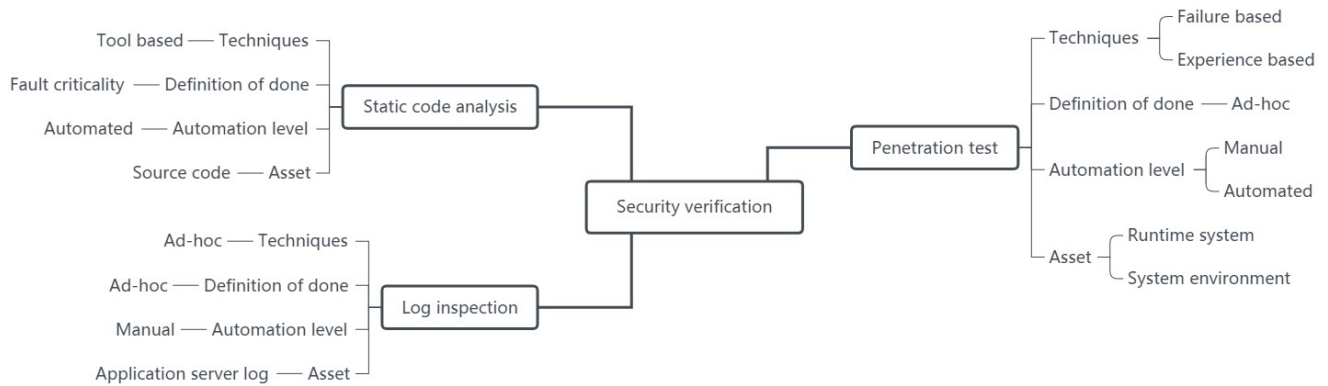 Security verification
Static code analysis
Techniques
Tool based
Definition of done
Fault criticality
Automation level
Automated
Asset
Source code
Log inspection
Techniques
Ad-hoc
Definition of done
Ad-hoc
Automation level
Manual
Asset
Application server log
Penetration test
Techniques
Failure based
Experience based
Definition of done
Ad-hoc
Automation level
Manual
Automated
Asset
Runtime system
System environment